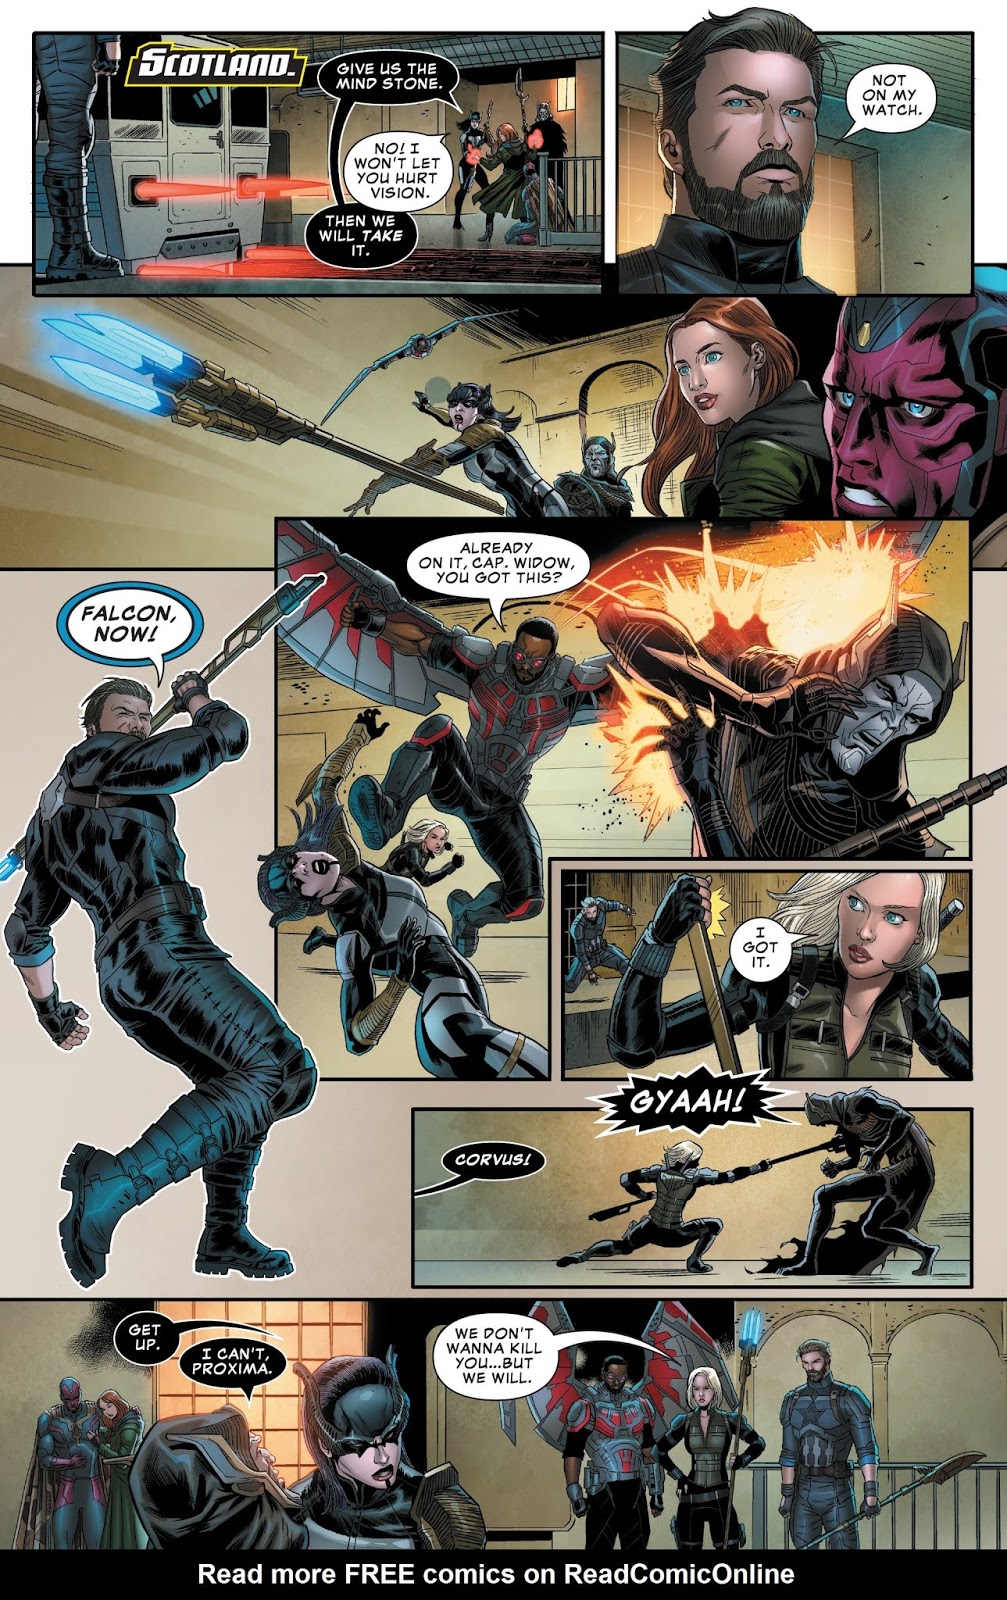 SCOTLAND.
GIVE US THE
MIND STONE.
NO! I
WON'T LET
YOU HURT
VISION.
THEN WE
WILL TAKE
IT.
NOT
ON MY
WATCH.
FALCON,
NOW!
ALREADY
ON IT, CAP. WIDOW,
YOU GOT THIS?
I
GOT
IT.
GYAAH!
CORVUS!
GET
UP.
I CAN'T,
PROXIMA.
WE DON'T
WANNA KILL
YOU...BUT
WE WILL.
Read more FREE comics on ReadComicOnline